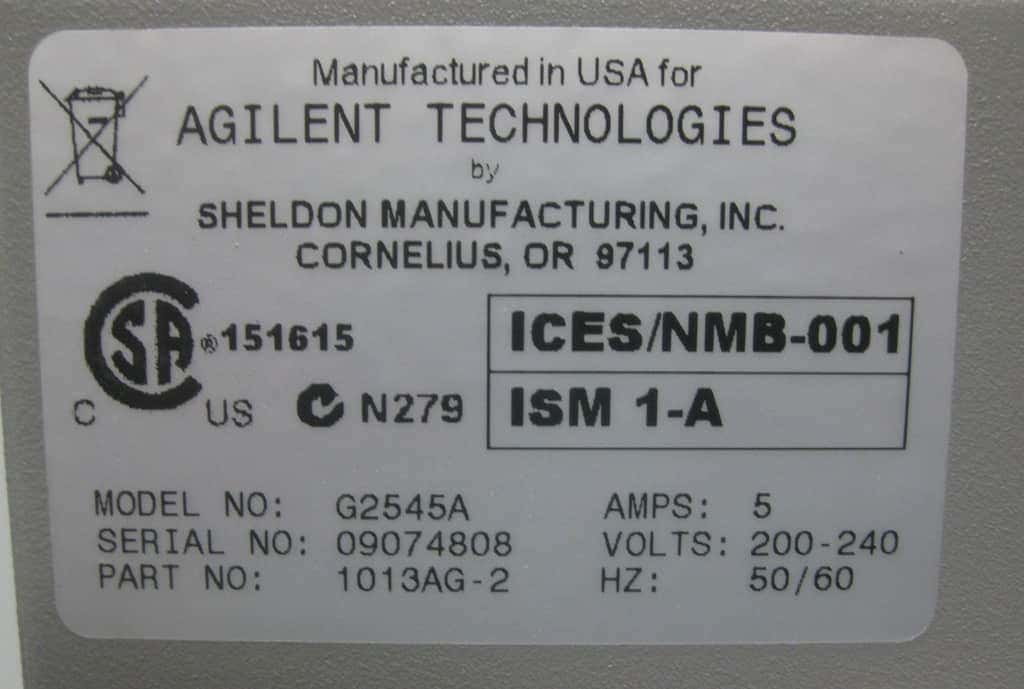 Manufactured in USA for
AGILENT TECHNOLOGIES
by
SHELDON MANUFACTURING, INC.
CORNELIUS, OR 97113
CSA ® 151615
C US N279
ICES/NMB-001
ISM 1-A
MODEL NO: G2545A AMPS: 5
SERIAL NO: 09074808 VOLTS: 200-240
PART NO: 1013AG-2 HZ: 50/60